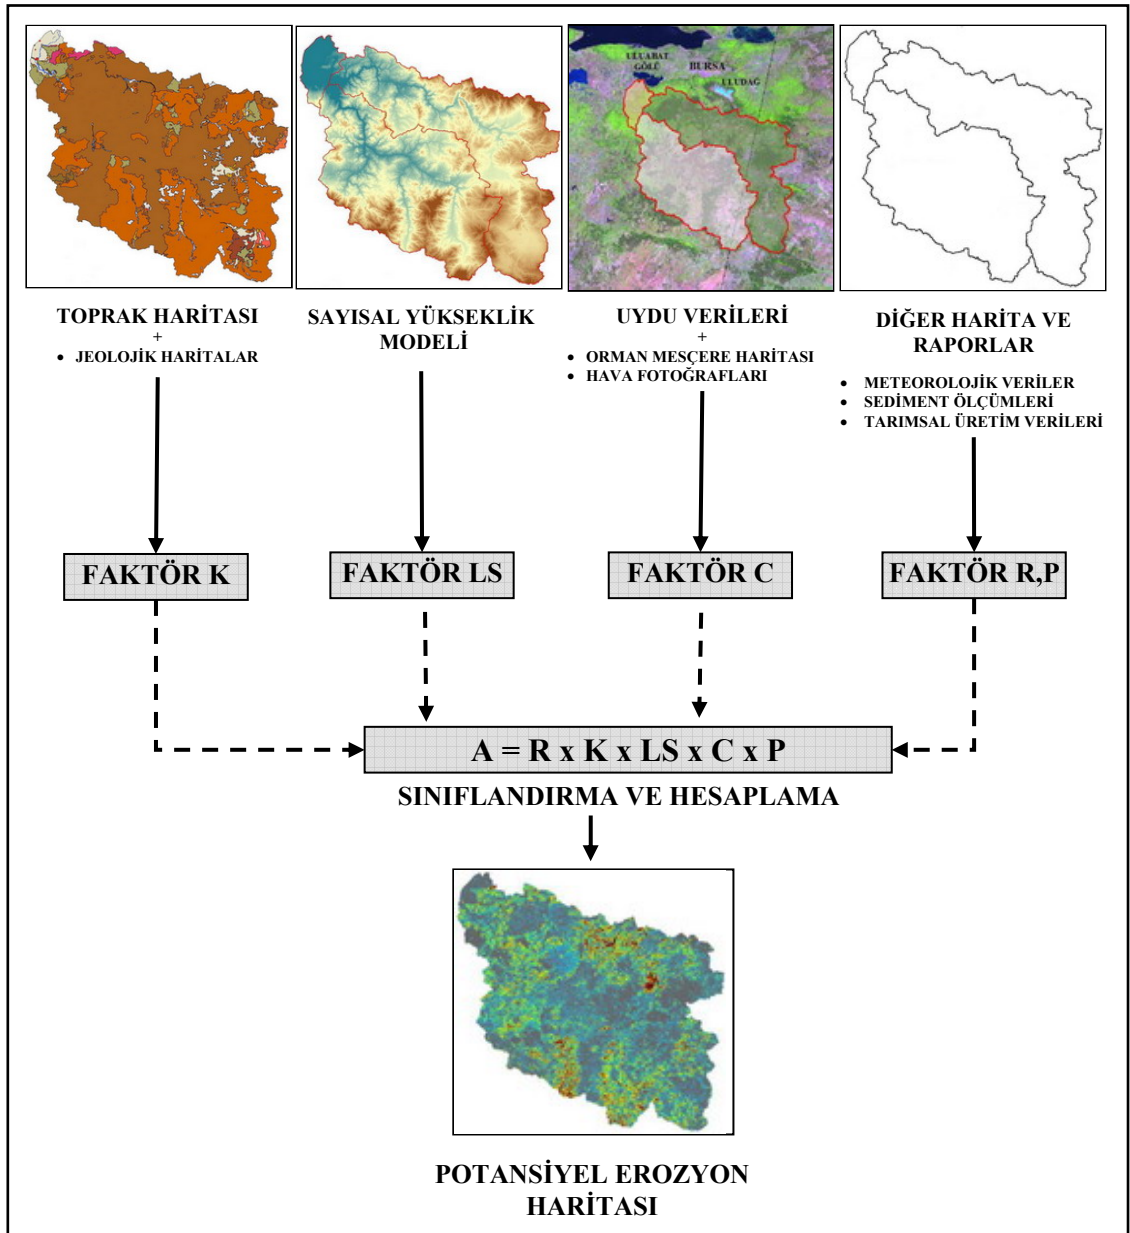 ULUABAT
GÖLÜ
BURSA
ULUDAĞ
TOPRAK HARİTASI
+
• JEOLOJİK HARİTALAR
SAYISAL YÜKSEKLİK
MODELİ
UYDU VERİLERİ
+
• ORMAN MEŞÇERE HARİTASI
• HAVA FOTOĞRAFLARI
DİĞER HARİTA VE
RAPORLAR
• METEOROLOJİK VERİLER
• SEDİMENT ÖLÇÜMLERİ
• TARIMSAL ÜRETİM VERİLERİ
FAKTÖR K
FAKTÖR LS
FAKTÖR C
FAKTÖR R,P
A = R x K x LS x C x P
SINIFLANDIRMA VE HESAPLAMA
POTANSİYEL EROZYON
HARİTASI